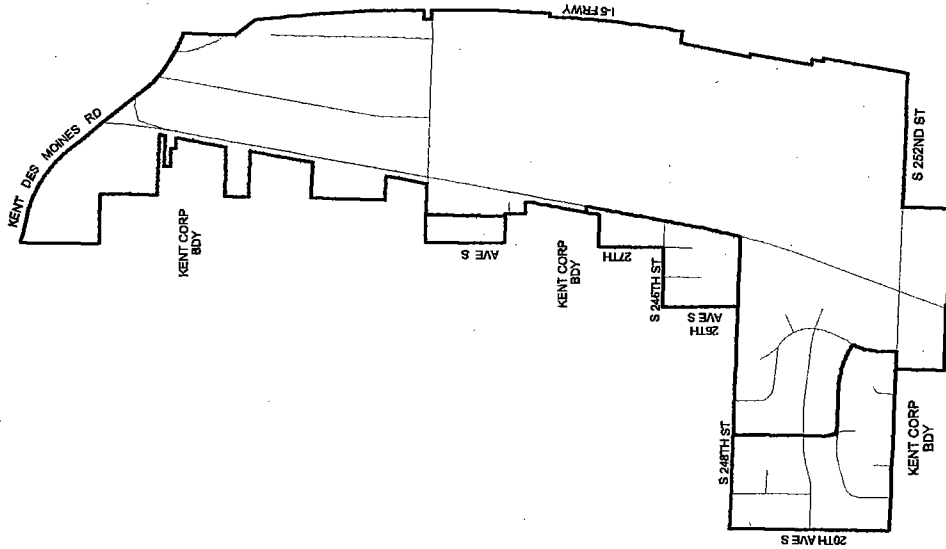 I-5 FRWY
KENT DES MOINES RD
S 252ND ST
KENT CORP
BDY
AVE S
KENT CORP
BDY
27TH
S 246TH ST
26TH
AVE S
S 248TH ST
KENT CORP
BDY
20TH AVE S